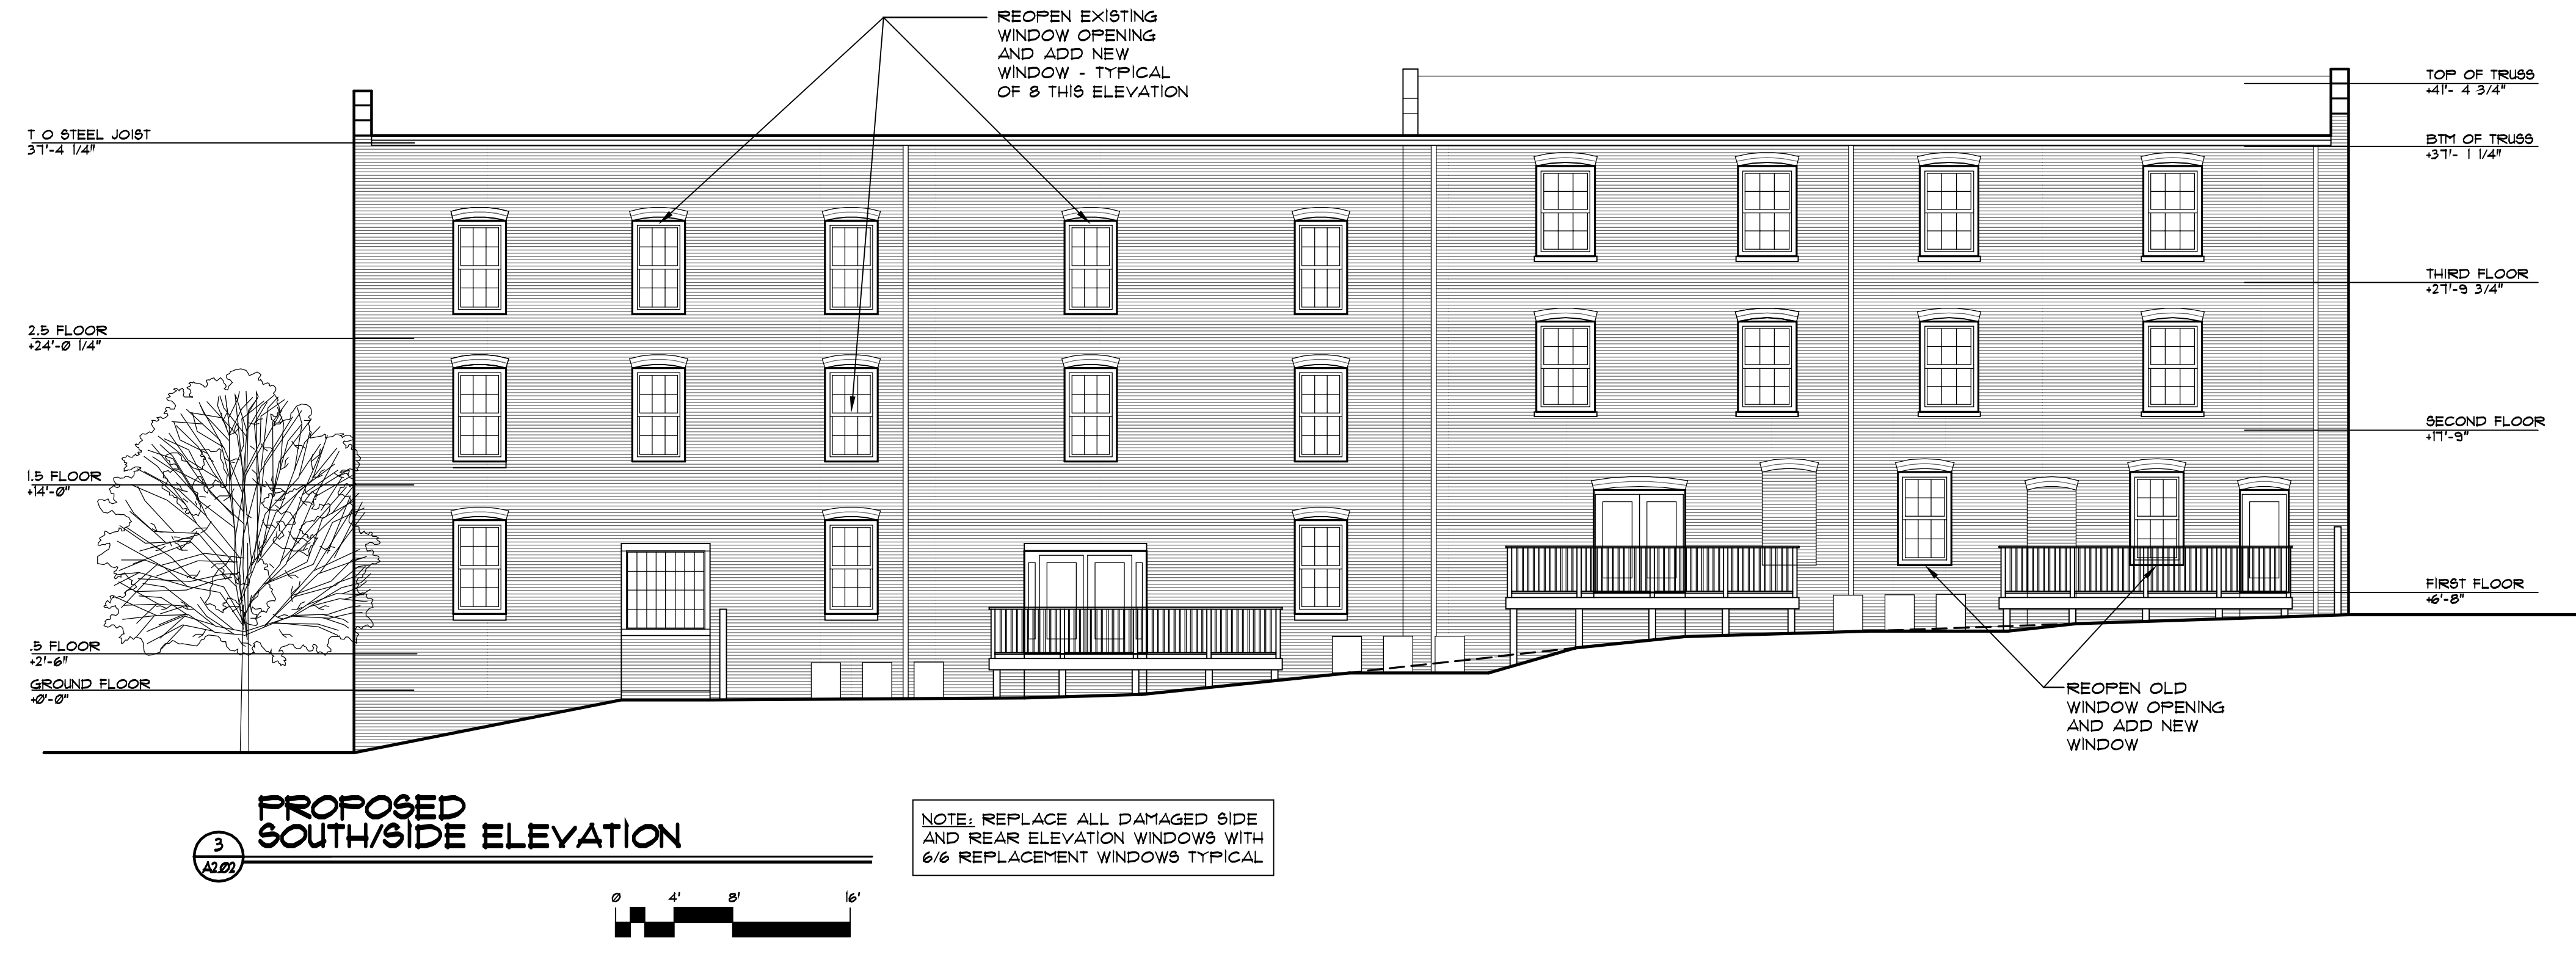 REOPEN EXISTING
WINDOW OPENING
AND ADD NEW
WINDOW - TYPICAL
OF 8 THIS ELEVATION
T O STEEL JOIST
37'-4 1/4"
2.5 FLOOR
+24'-0 1/4"
1.5 FLOOR
+14'-0"
.5 FLOOR
+2'-6"
GROUND FLOOR
+0'-0"
TOP OF TRUSS
+41'- 4 3/4"
BTM OF TRUSS
+37'- 1 1/4"
THIRD FLOOR
+27'-9 3/4"
SECOND FLOOR
+17'-9"
FIRST FLOOR
+6'-8"
REOPEN OLD
WINDOW OPENING
AND ADD NEW
WINDOW
PROPOSED
SOUTH/SIDE ELEVATION
3
A2.02
NOTE: REPLACE ALL DAMAGED SIDE
AND REAR ELEVATION WINDOWS WITH
6/6 REPLACEMENT WINDOWS TYPICAL
0 4' 8' 16'